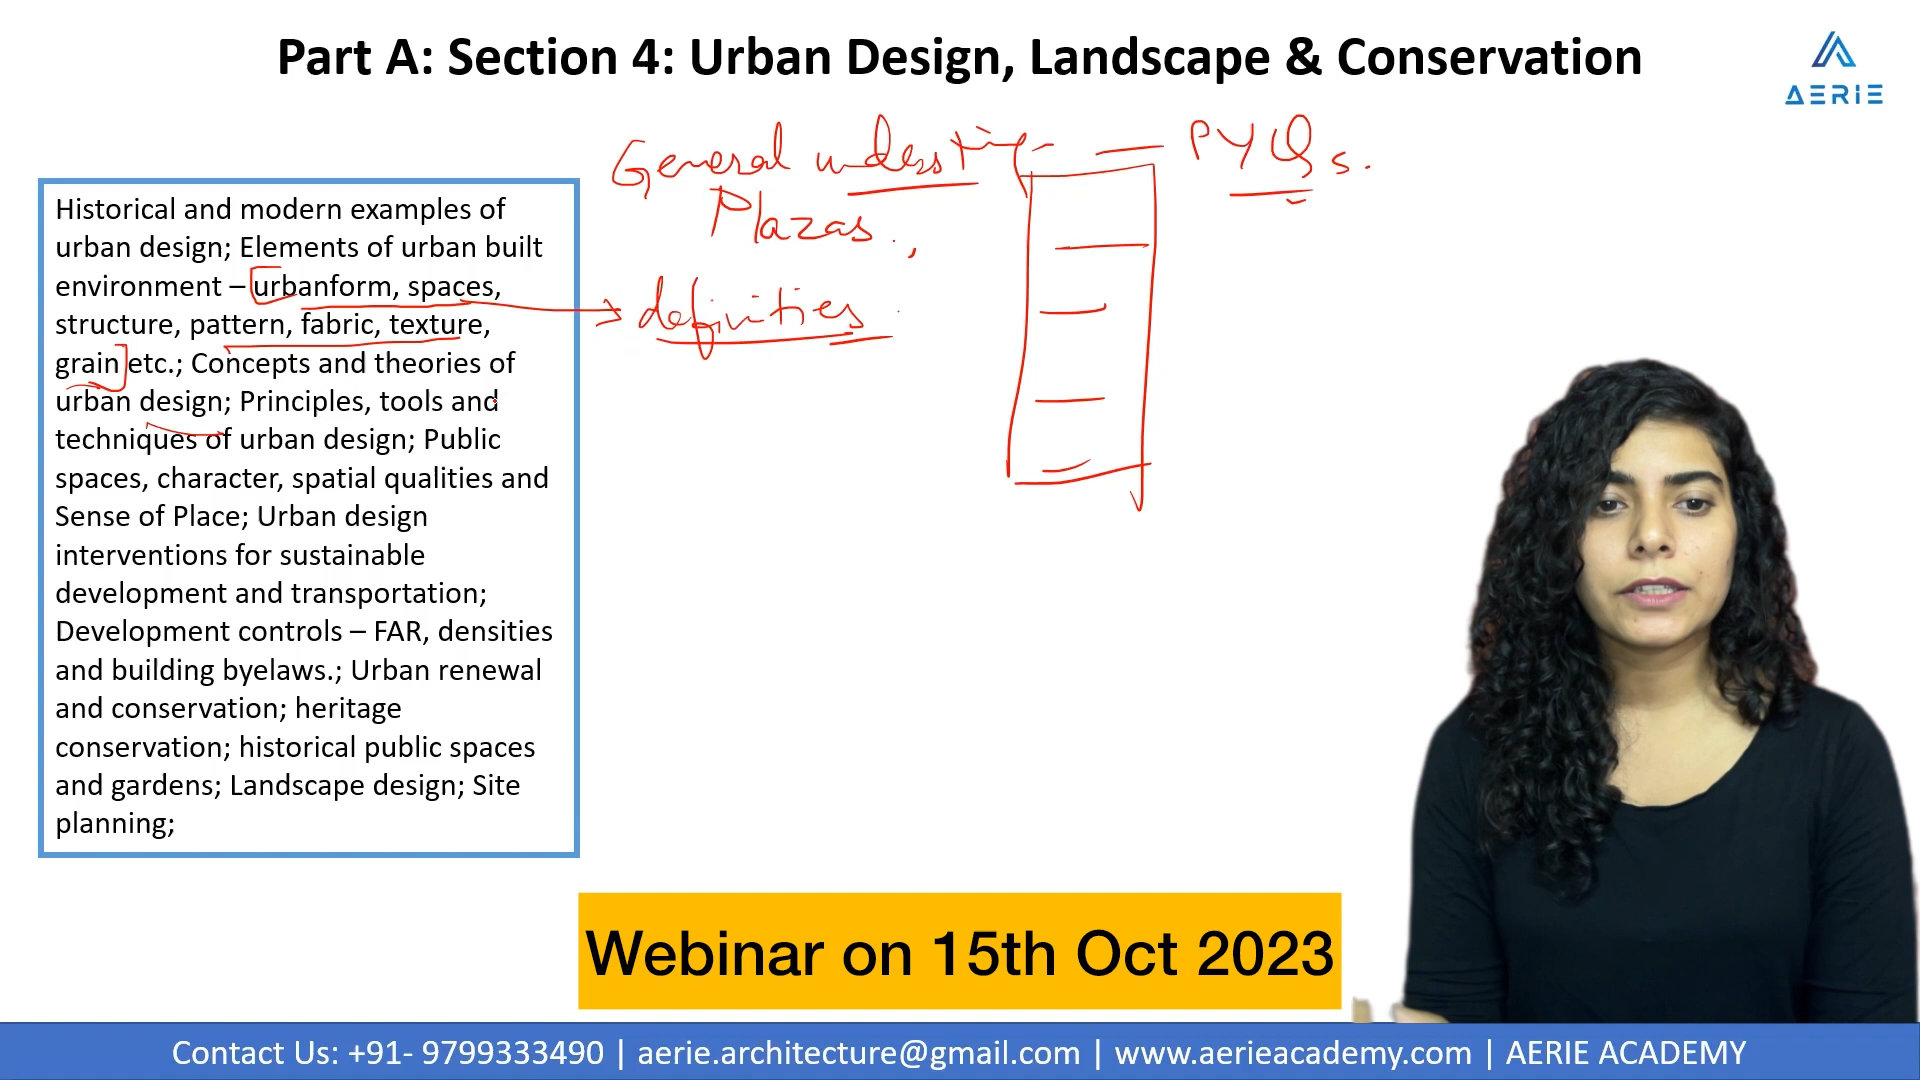 Part A: Section 4: Urban Design, Landscape & Conservation
AERIE
General
PYQs.
Plazas.,
Historical and modern examples of
urban design; Elements of urban built
environment – urbanform, spaces,
structure, pattern, fabric, texture,
grain etc.; Concepts and theories of
urban design; Principles, tools and
techniques of urban design; Public
spaces, character, spatial qualities and
Sense of Place; Urban design
interventions for sustainable
development and transportation;
Development controls – FAR, densities
and building byelaws.; Urban renewal
and conservation; heritage
conservation; historical public spaces
and gardens; Landscape design; Site
planning;
Webinar on 15th Oct 2023
Contact Us: +91- 9799333490 | aerie.architecture@gmail.com | www.aerieacademy.com | AERIE ACADEMY